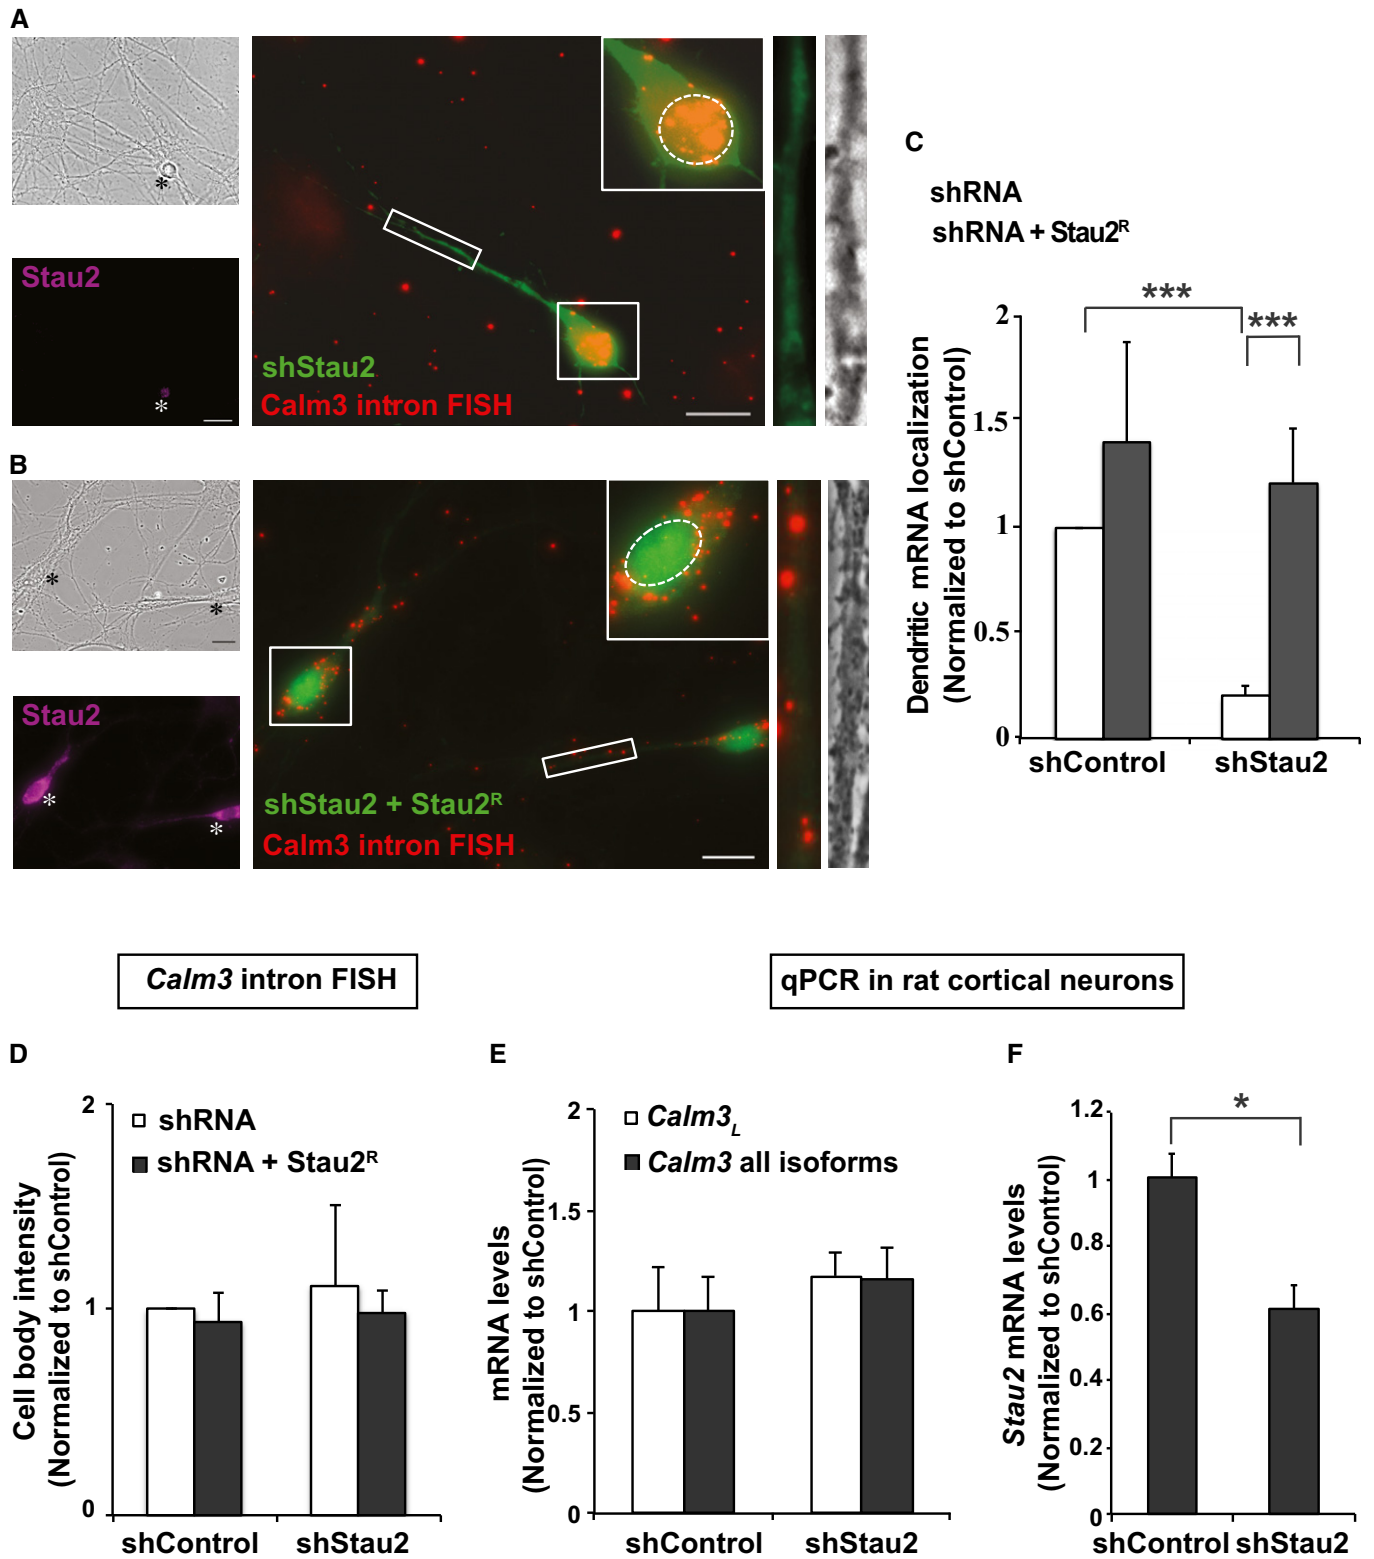 A
*
Stau2
*
shStau2
Calm3 intron FISH
B
*
*
Stau2
*
*
shStau2 + Stau2ᴿ
Calm3 intron FISH
C
shRNA
shRNA + Stau2ᴿ
***
***
Dendritic mRNA localization
(Normalized to shControl)
2
1.5
1
0.5
0
shControl
shStau2
Calm3 intron FISH
qPCR in rat cortical neurons
D
shRNA
shRNA + Stau2ᴿ
Cell body intensity
(Normalized to shControl)
2
1
0
shControl
shStau2
E
Calm3L
Calm3 all isoforms
mRNA levels
(Normalized to shControl)
2
1.5
1
0.5
0
shControl
shStau2
F
*
Stau2 mRNA levels
(Normalized to shControl)
1.2
1
0.8
0.6
0.4
0.2
0
shControl
shStau2